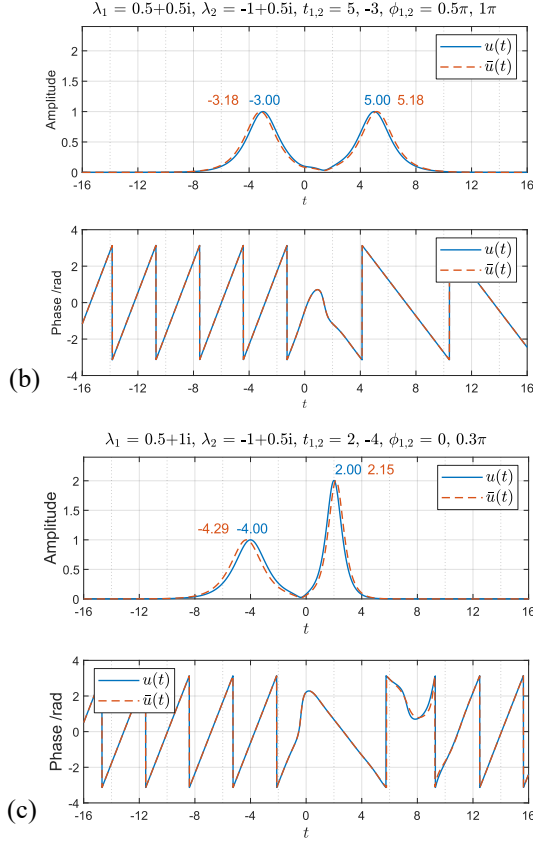 λ₁ = 0.5+0.5i, λ₂ = -1+0.5i, t₁,₂ = 5, -3, ϕ₁,₂ = 0.5π, 1π
Amplitude
2
1.5
1
0.5
0
-3.18 -3.00 5.00 5.18
u(t)
ū(t)
-16 -12 -8 -4 0 4 8 12 16
t
Phase /rad
4
2
0
-2
-4
u(t)
ū(t)
-16 -12 -8 -4 0 4 8 12 16
t
(b)
λ₁ = 0.5+1i, λ₂ = -1+0.5i, t₁,₂ = 2, -4, ϕ₁,₂ = 0, 0.3π
Amplitude
2
1.5
1
0.5
0
-4.29 -4.00 2.00 2.15
u(t)
ū(t)
-16 -12 -8 -4 0 4 8 12 16
t
Phase /rad
4
2
0
-2
-4
u(t)
ū(t)
-16 -12 -8 -4 0 4 8 12 16
t
(c)